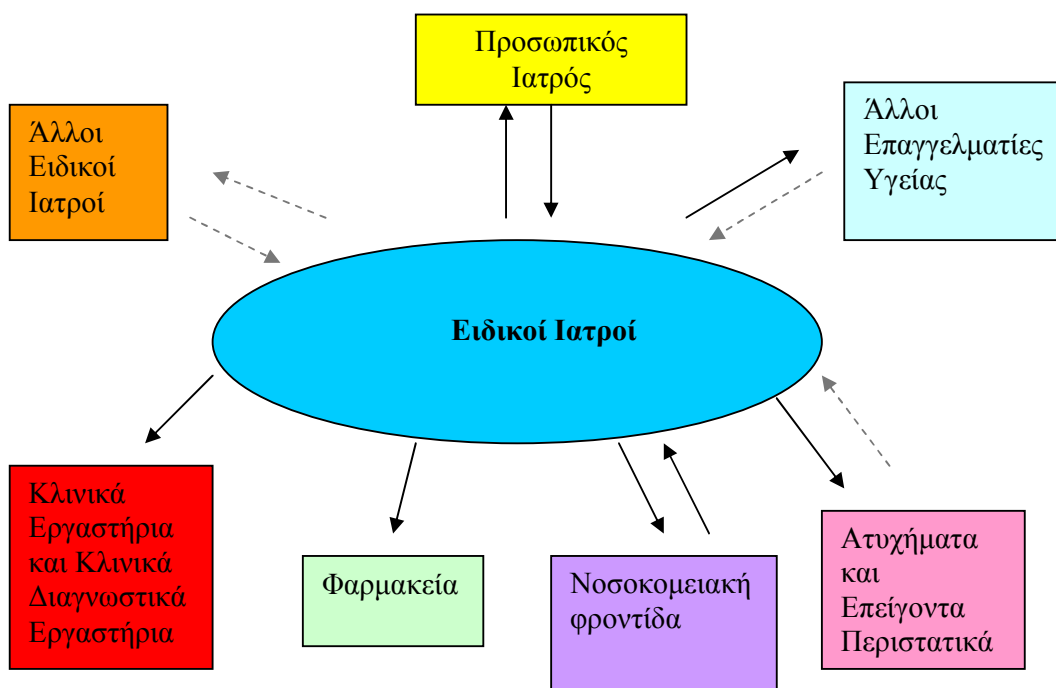 Προσωπικός
Ιατρός
Άλλοι
Ειδικοί
Ιατροί
Άλλοι
Επαγγελματίες
Υγείας
Ειδικοί Ιατροί
Κλινικά
Εργαστήρια
και Κλινικά
Διαγνωστικά
Εργαστήρια
Φαρμακεία
Νοσοκομειακή
φροντίδα
Ατυχήματα
και
Επείγοντα
Περιστατικά